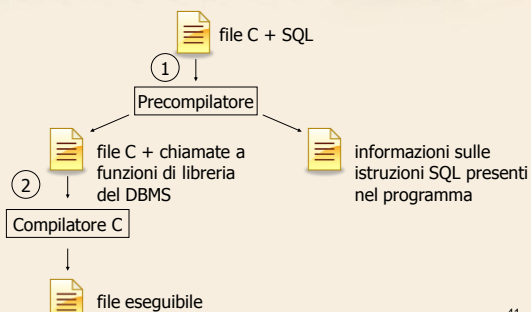 file C + SQL
1
Precompilatore
file C + chiamate a
funzioni di libreria
del DBMS
informazioni sulle
istruzioni SQL presenti
nel programma
2
Compilatore C
file eseguibile
41